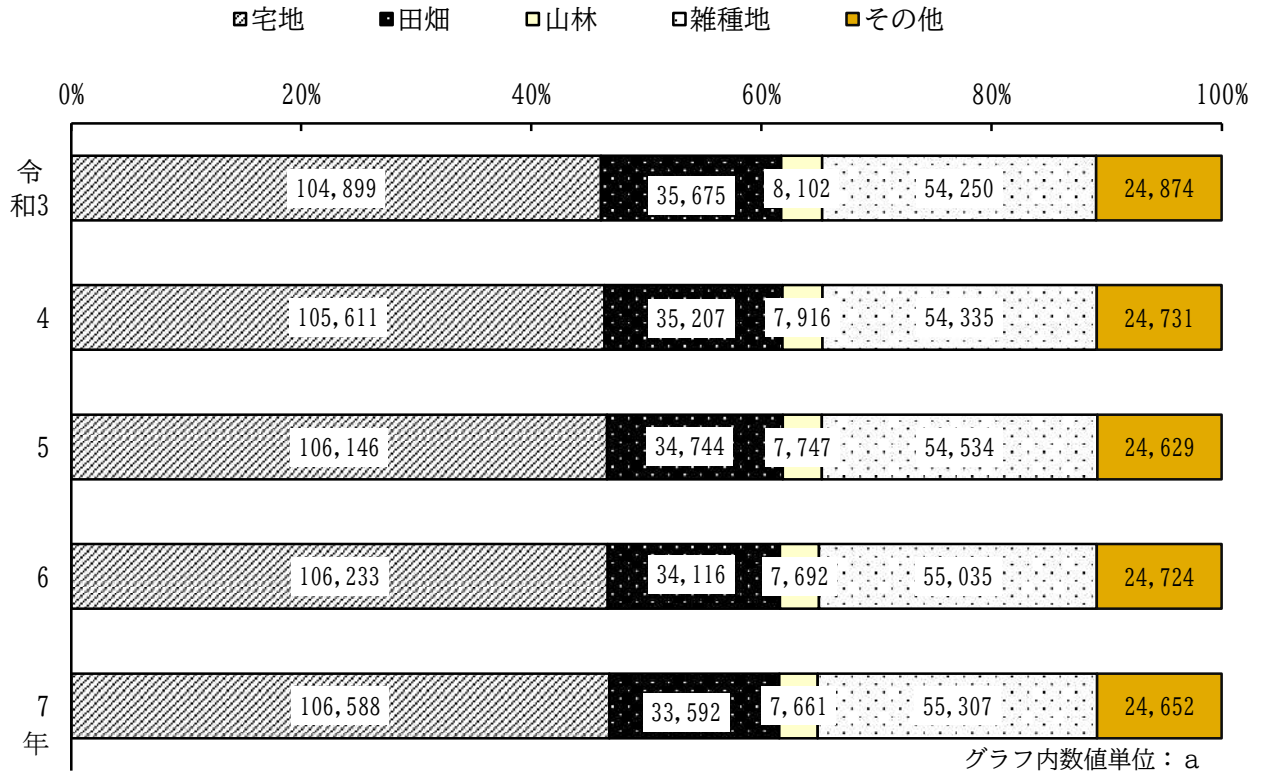 宅地 田畑 山林 雑種地 その他
0% 20% 40% 60% 80% 100%
令和3 104,899 35,675 8,102 54,250 24,874
4 105,611 35,207 7,916 54,335 24,731
5 106,146 34,744 7,747 54,534 24,629
6 106,233 34,116 7,692 55,035 24,724
7年 106,588 33,592 7,661 55,307 24,652
グラフ内数値単位：a